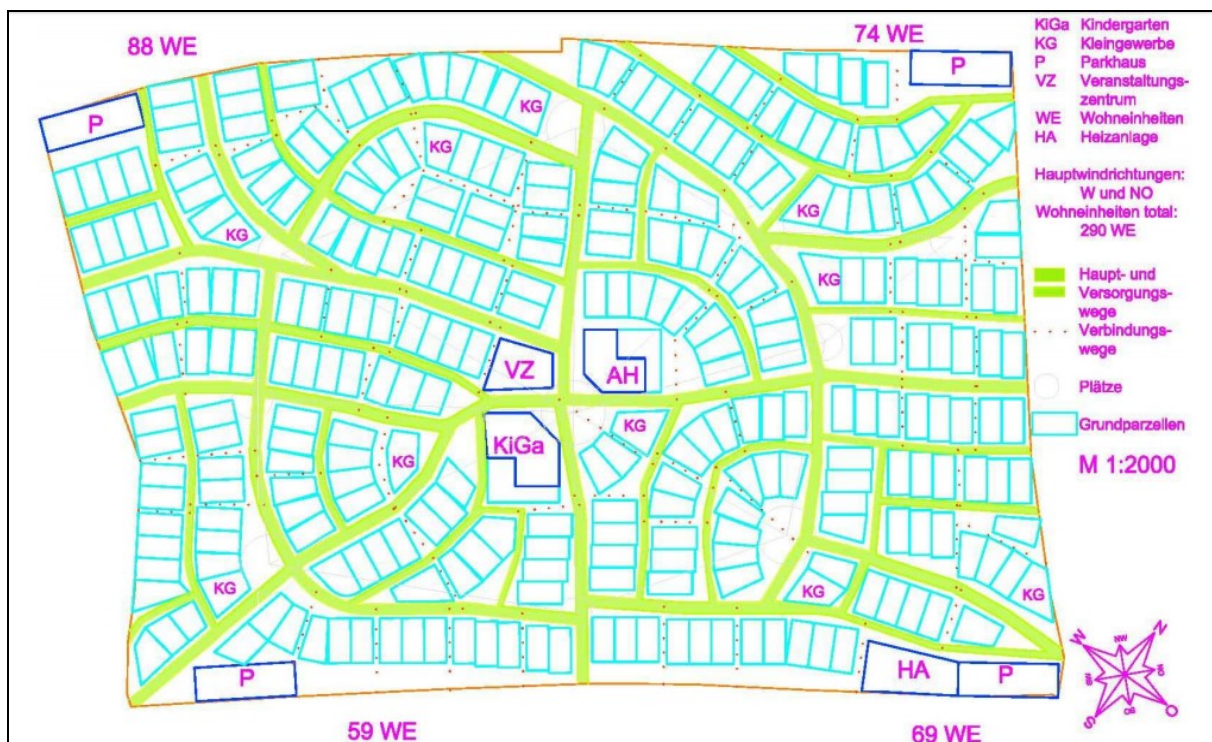 88 WE
74 WE
KiGa Kindergarten
KG Kleingewerbe
P Parkhaus
VZ Veranstaltungs-
zentrum
WE Wohneinheiten
HA Heizanlage
Hauptwindrichtungen:
W und NO
Wohneinheiten total:
290 WE
Haupt- und
Versorgungs-
wege
Verbindungs-
wege
Plätze
Grundparzellen
M 1:2000
P
P
KG
KG
KG
KG
KG
VZ
AH
KG
KiGa
KG
KG
KG
KG
P
HA
P
59 WE
69 WE
W
NW
N
NO
O
S